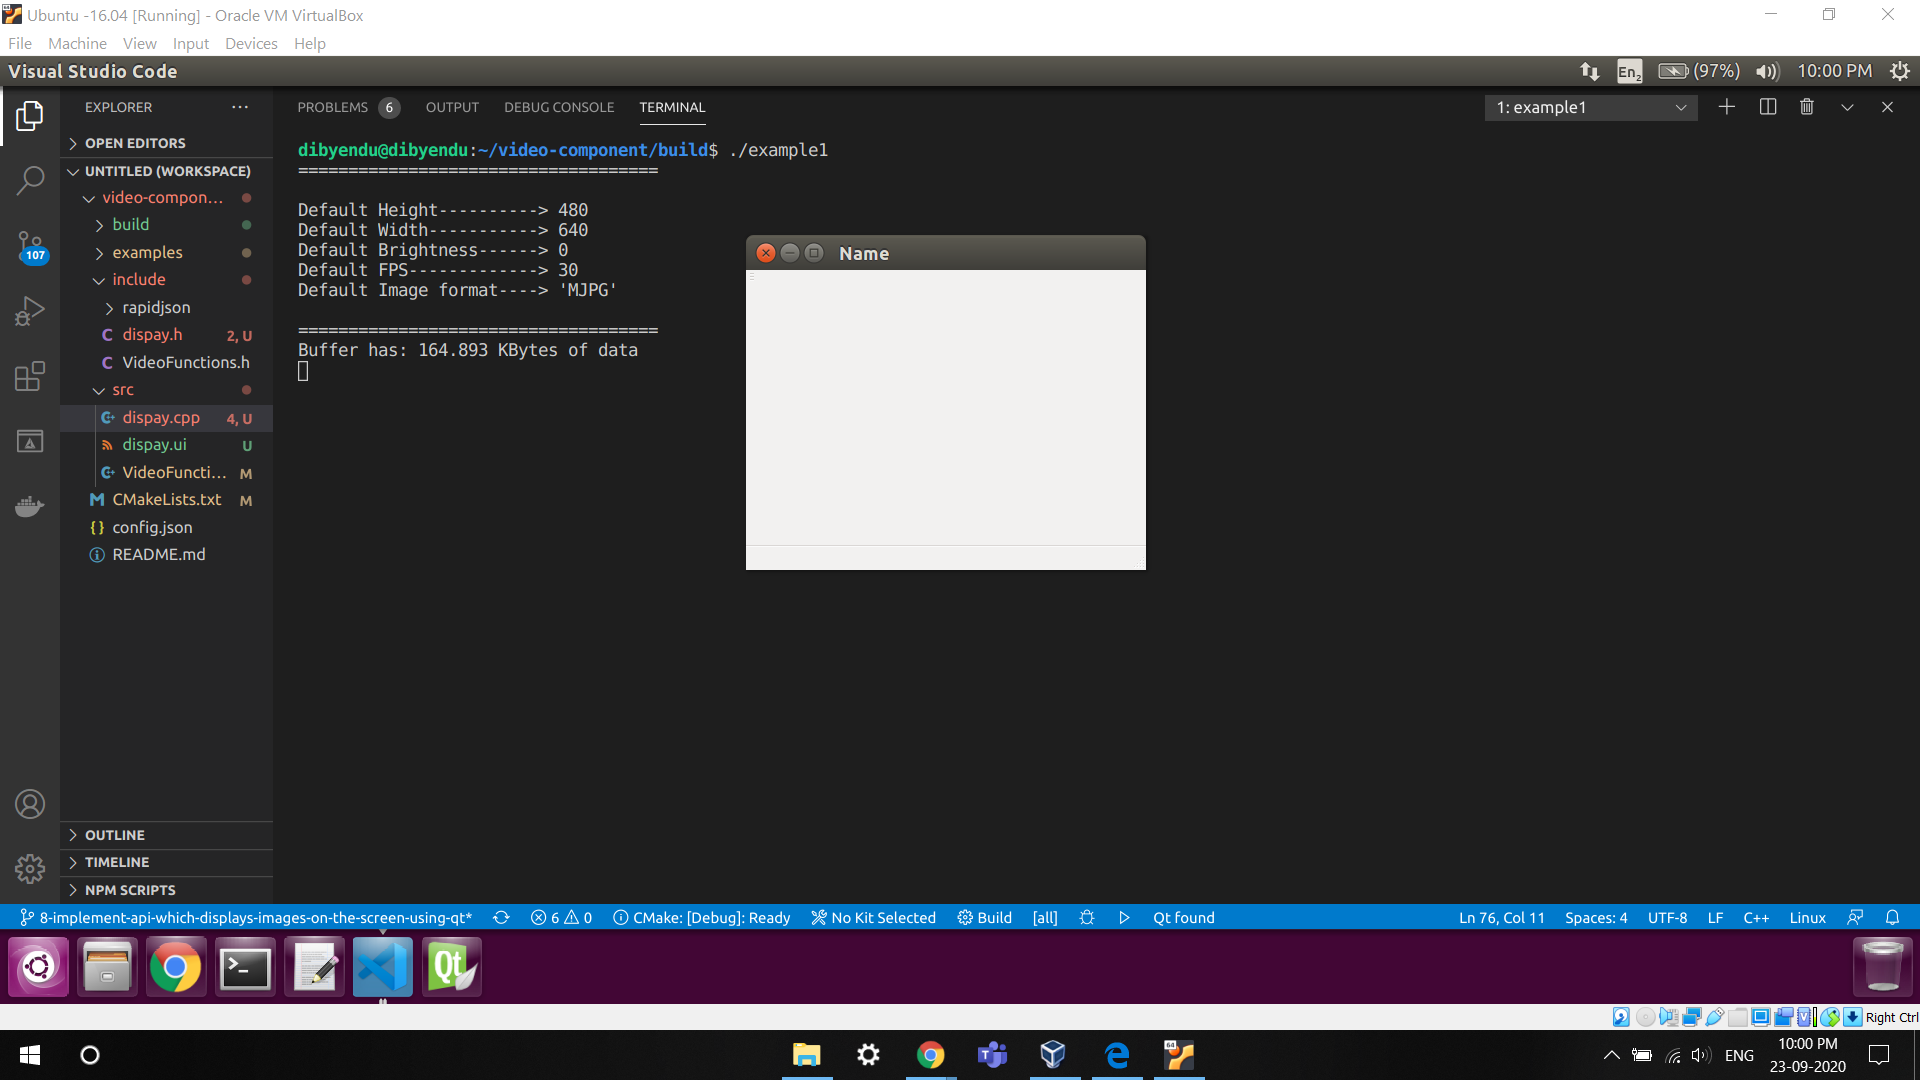 Ubuntu -16.04 [Running] - Oracle VM VirtualBox
File Machine View Input Devices Help
Visual Studio Code
En2 (97%) 10:00 PM
EXPLORER
OPEN EDITORS
UNTITLED (WORKSPACE)
video-compon...
build
examples
include
rapidjson
C dispay.h 2, U
C VideoFunctions.h
src
dispay.cpp 4, U
dispay.ui U
VideoFuncti... M
CMakeLists.txt M
{} config.json
README.md
OUTLINE
TIMELINE
NPM SCRIPTS
107
PROBLEMS 6 OUTPUT DEBUG CONSOLE TERMINAL
1: example1
dibyendu@dibyendu:~/video-component/build$ ./example1
====================================
Default Height----------> 480
Default Width-----------> 640
Default Brightness------> 0
Default FPS-------------> 30
Default Image format----> 'MJPG'
====================================
Buffer has: 164.893 KBytes of data
Name
8-implement-api-which-displays-images-on-the-screen-using-qt* 6 0 CMake: [Debug]: Ready No Kit Selected Build [all] Qt found
Ln 76, Col 11 Spaces: 4 UTF-8 LF C++ Linux
Qt
Right Ctrl
64
ENG
10:00 PM
23-09-2020